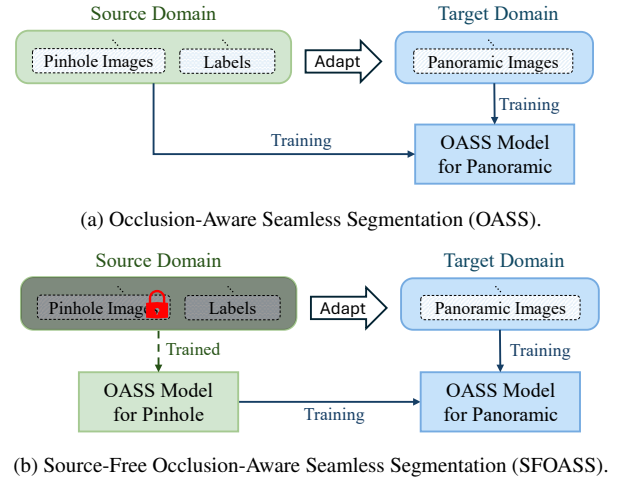 Source Domain
Target Domain
Pinhole Images
Labels
Adapt
Panoramic Images
Training
Training
OASS Model
for Panoramic
(a) Occlusion-Aware Seamless Segmentation (OASS).
Source Domain
Target Domain
Pinhole Images
Labels
Adapt
Panoramic Images
Trained
Training
OASS Model
for Pinhole
Training
OASS Model
for Panoramic
(b) Source-Free Occlusion-Aware Seamless Segmentation (SFOASS).